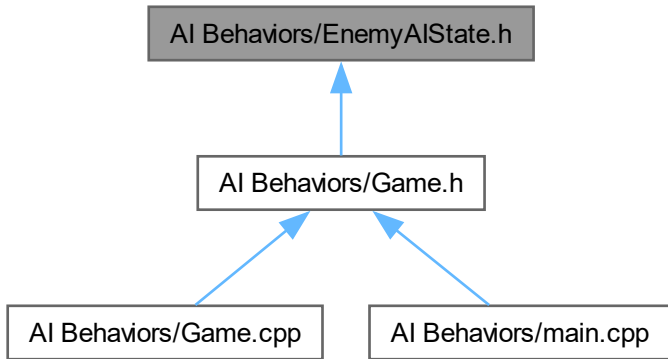 AI Behaviors/EnemyAIState.h
AI Behaviors/Game.h
AI Behaviors/Game.cpp
AI Behaviors/main.cpp